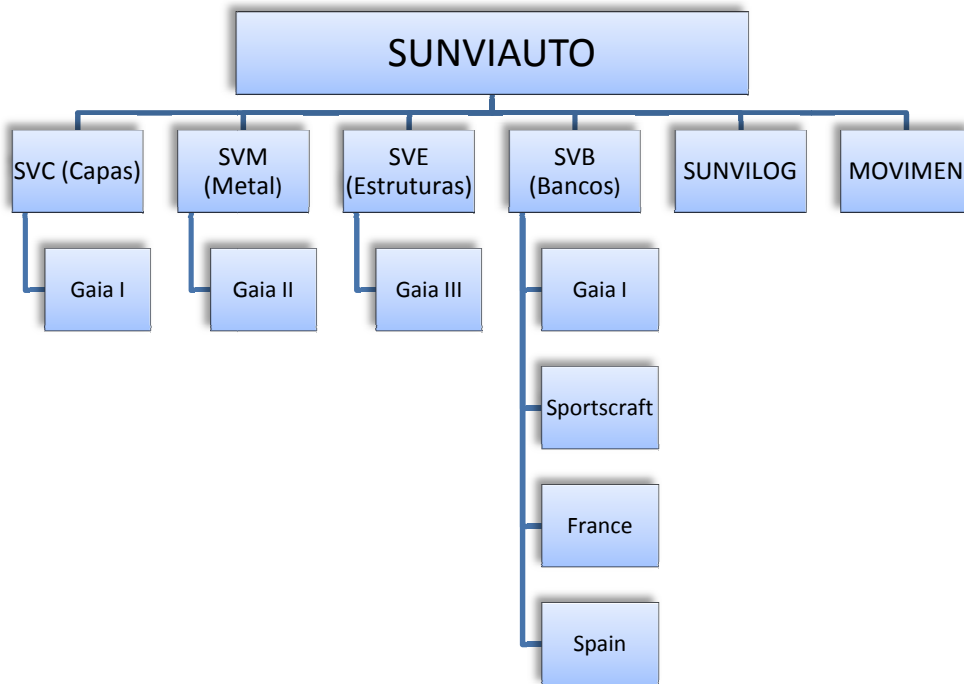 SUNVIAUTO
SVC (Capas)
SVM
(Metal)
SVE
(Estruturas)
SVB
(Bancos)
SUNVILOG
MOVIMEN
Gaia I
Gaia II
Gaia III
Gaia I
Sportscraft
France
Spain